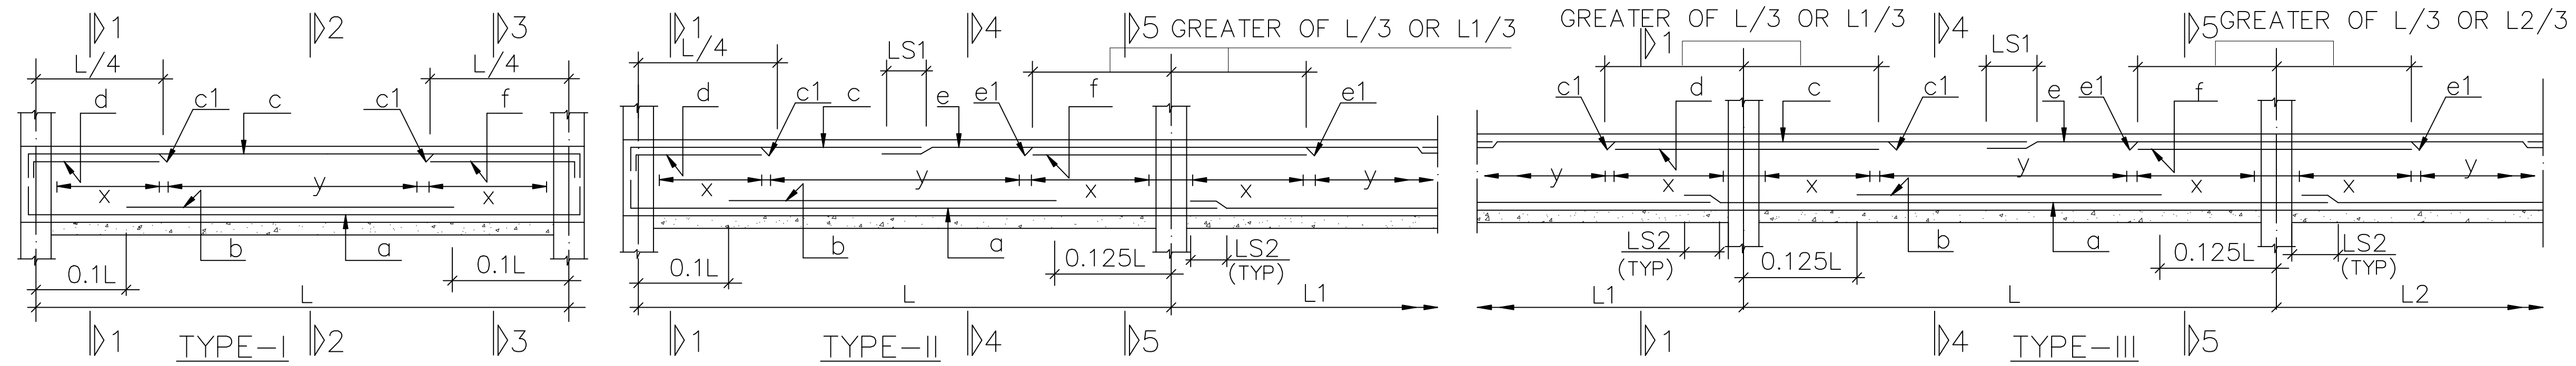 1 2 3
L/4 L/4
d c1 c c1 f
x y x
b a
0.1L 0.1L
L
1 2 3
TYPE-I
1 4 5 GREATER OF L/3 OR L1/3
L/4 LS1
d c1 c e e1 f e1
x y x x y
b a
0.1L 0.125L LS2
(TYP)
L L1
1 4 5
TYPE-II
GREATER OF L/3 OR L1/3 4 5 GREATER OF L/3 OR L2/3
1 LS1
c1 d c c1 e e1 f e1
y x x y x x y
LS2 b a LS2
(TYP) 0.125L 0.125L (TYP)
L1 L L2
1 4 5
TYPE-III